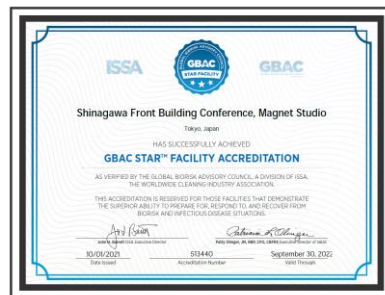 ISSA
GBAC
STAR FACILITY
GBAC
Shinagawa Front Building Conference, Magnet Studio
Tokyo, Japan
HAS SUCCESSFULLY ACHIEVED
GBAC STAR™ FACILITY ACCREDITATION
AS VERIFIED BY THE GLOBAL BIORISK ADVISORY COUNCIL, A DIVISION OF ISSA,
THE WORLDWIDE CLEANING INDUSTRY ASSOCIATION.
THIS ACCREDITATION IS RESERVED FOR THOSE FACILITIES THAT DEMONSTRATE
THE SUPERIOR ABILITY TO PREPARE FOR, RESPOND TO, AND RECOVER FROM
BIORISK AND INFECTIOUS DISEASE SITUATIONS.
10/01/2021 513440 September 30, 2022
Date Issued Accreditation Number Valid Through